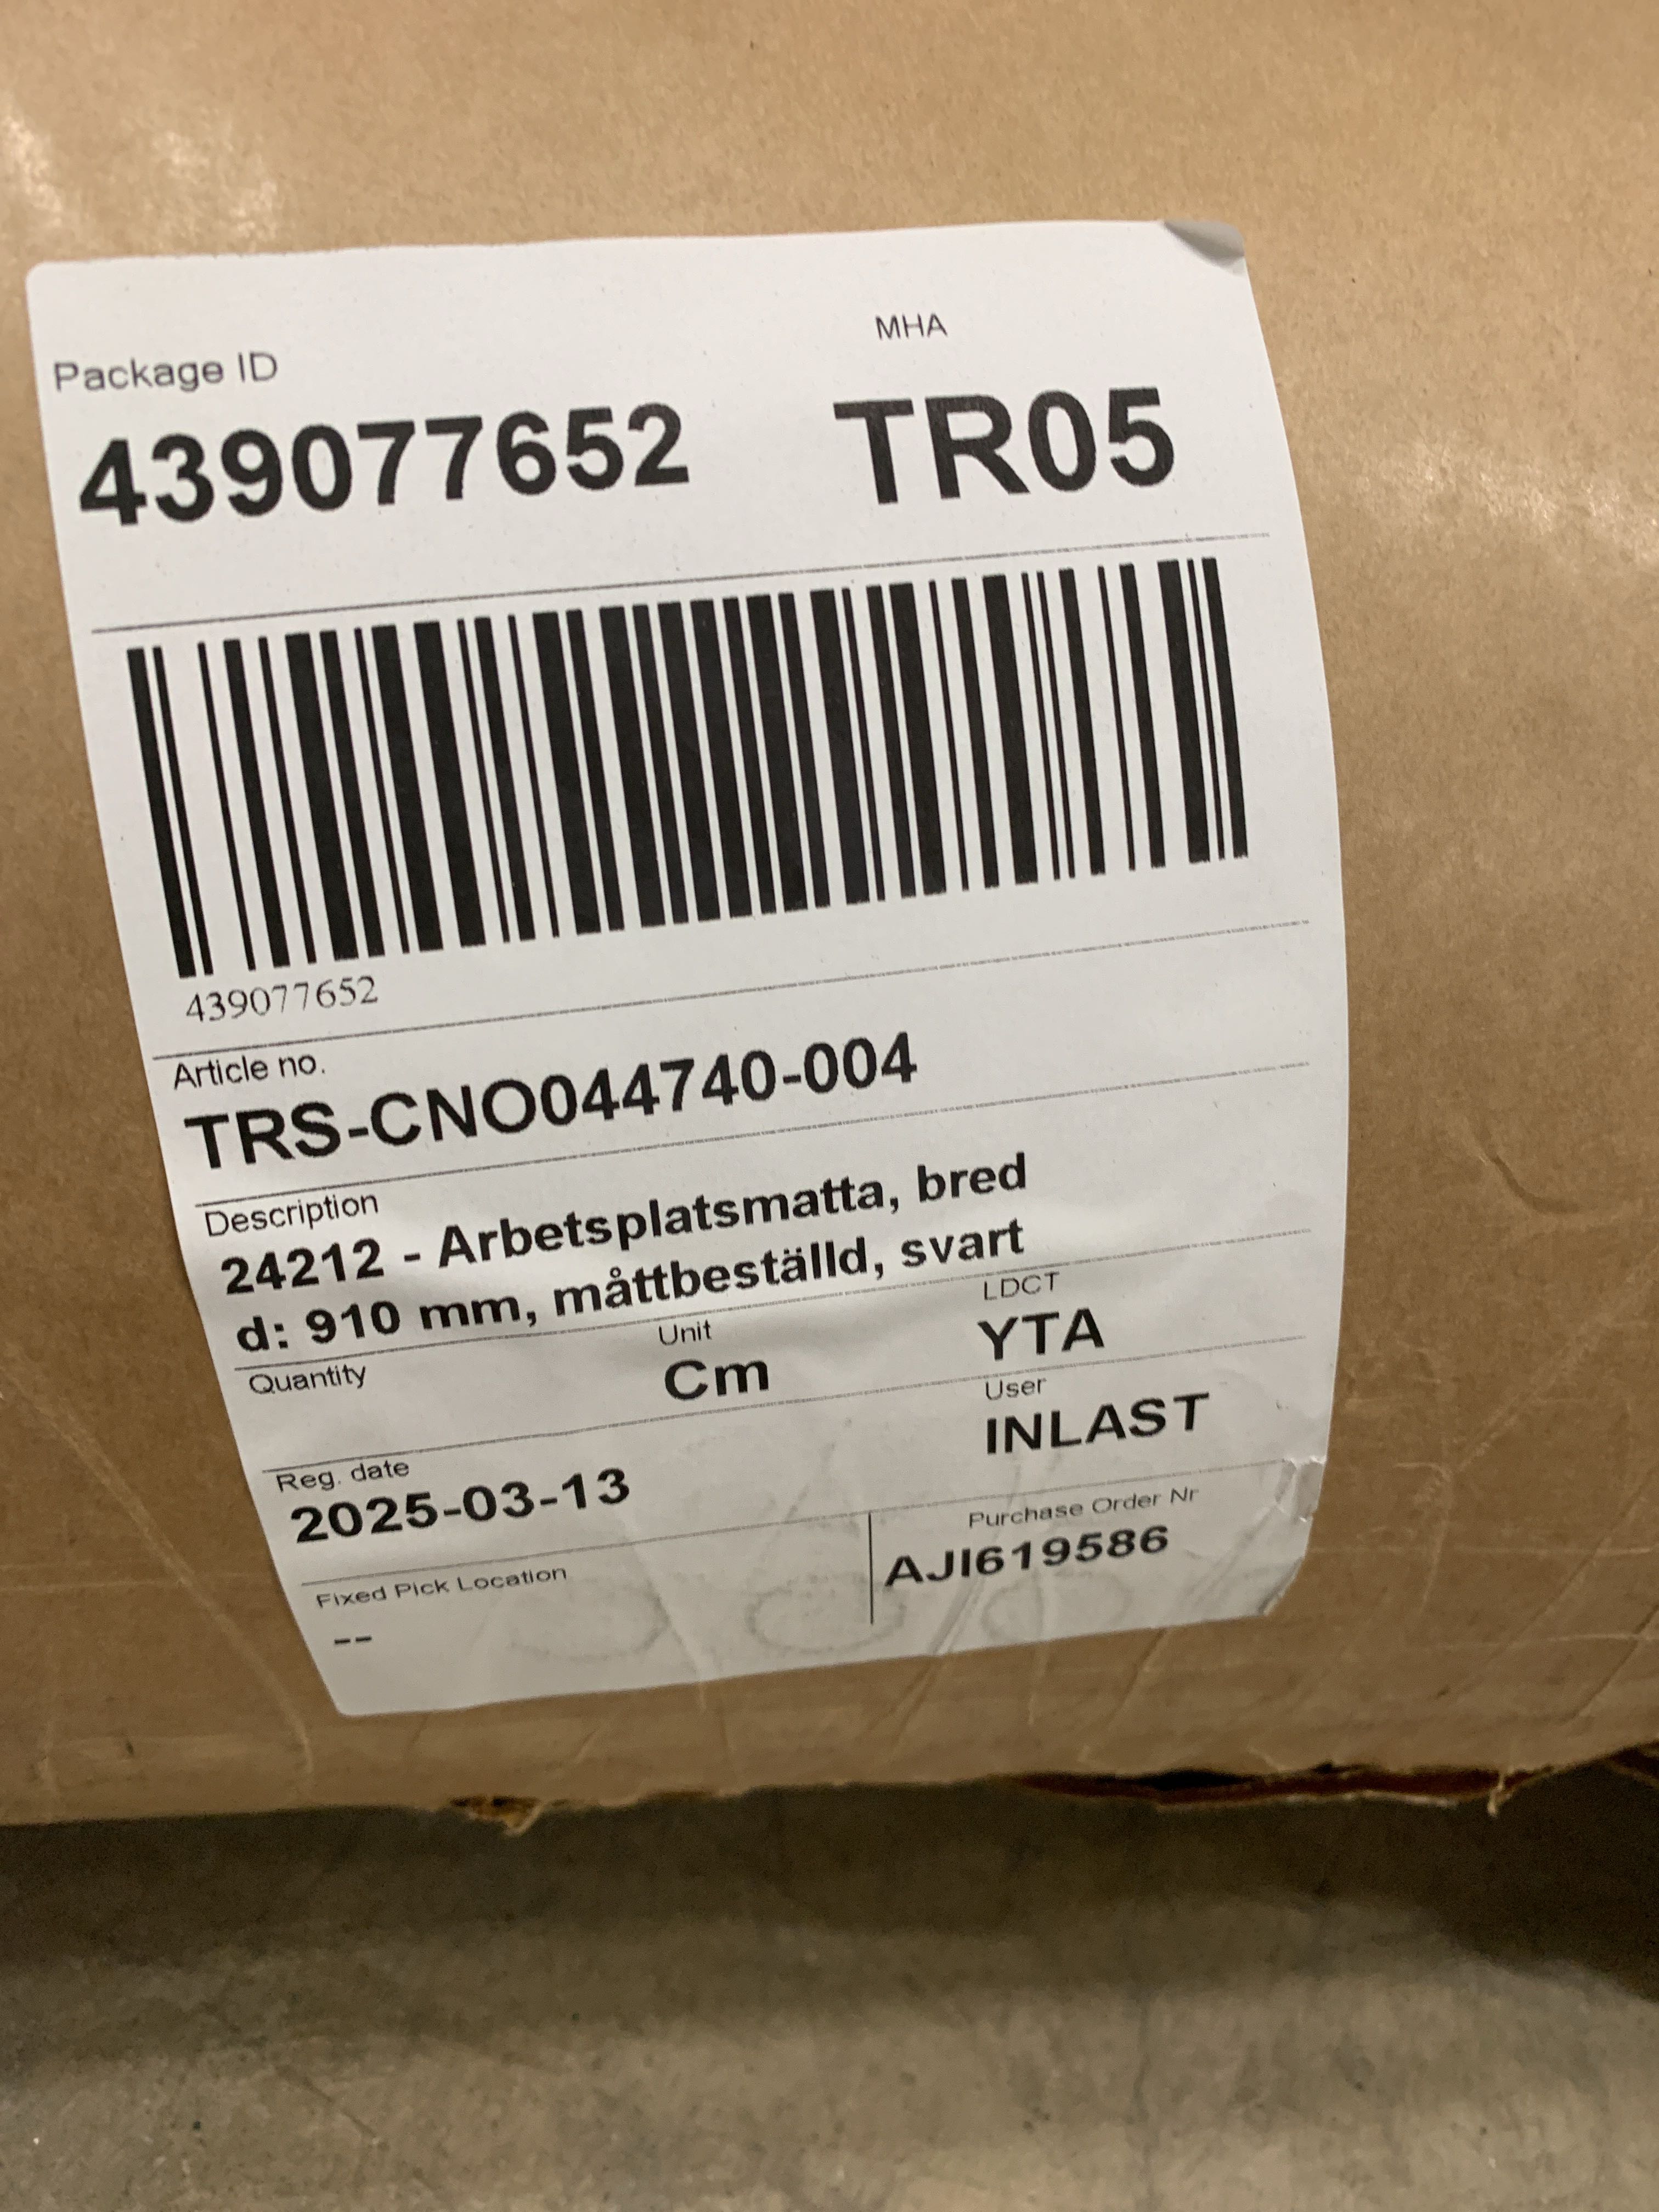 MHA
Package ID
439077652 TR05
439077652
Article no.
TRS-CNO044740-004
Description
24212 - Arbetsplatsmatta, bred
d: 910 mm, måttbeställd, svart
Quantity Unit LDCT
Cm YTA
Reg. date User
2025-03-13 INLAST
Fixed Pick Location Purchase Order Nr
-- AJI619586